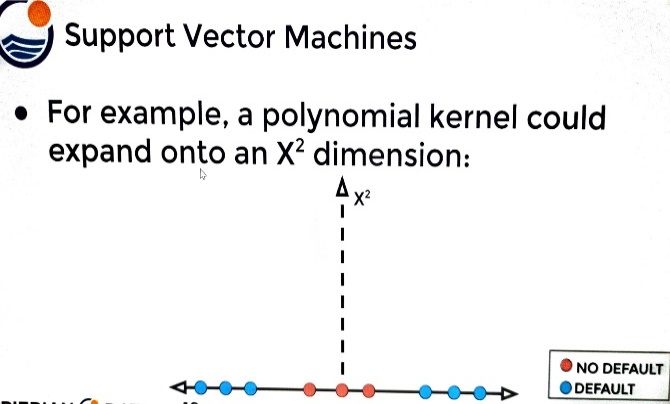 Support Vector Machines
• For example, a polynomial kernel could
expand onto an X² dimension:
X²
NO DEFAULT
DEFAULT